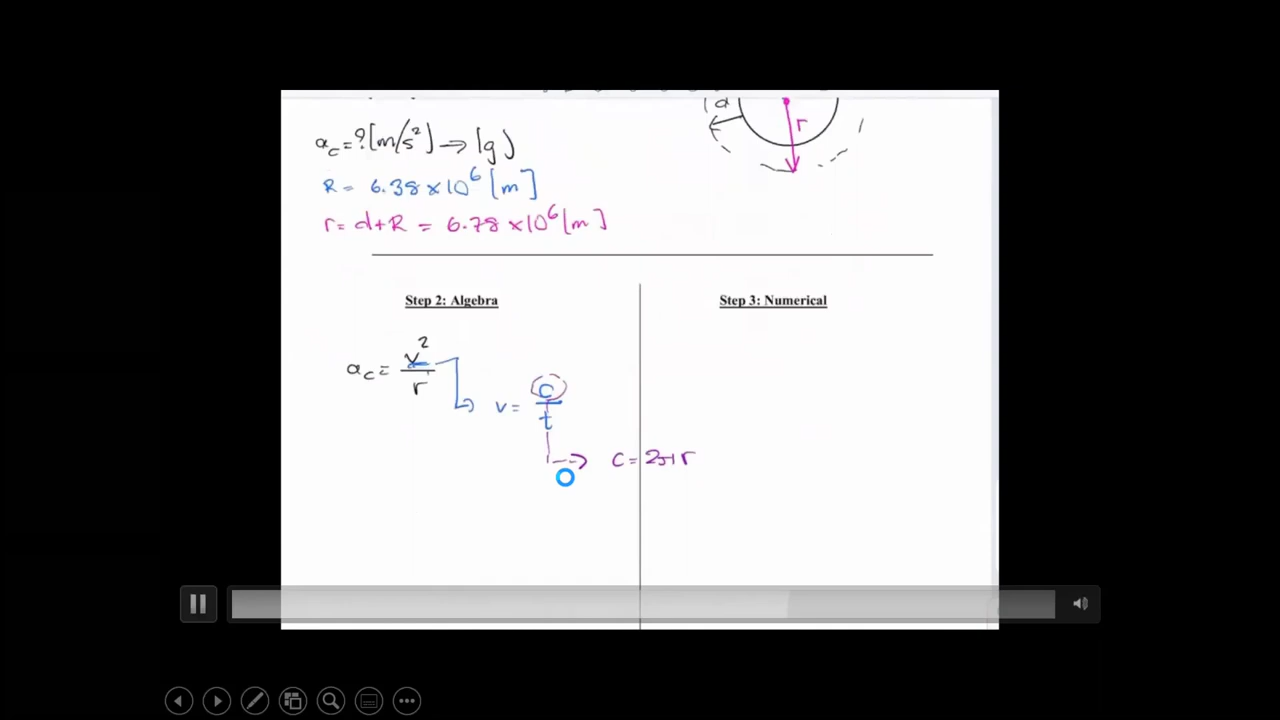 d
r
a_c = ? [m/s²] → (g)
R = 6.38 × 10⁶ [m]
r = d + R = 6.78 × 10⁶ [m]
Step 2: Algebra
Step 3: Numerical
a_c = v²/r
v = c/t
c = 2πr